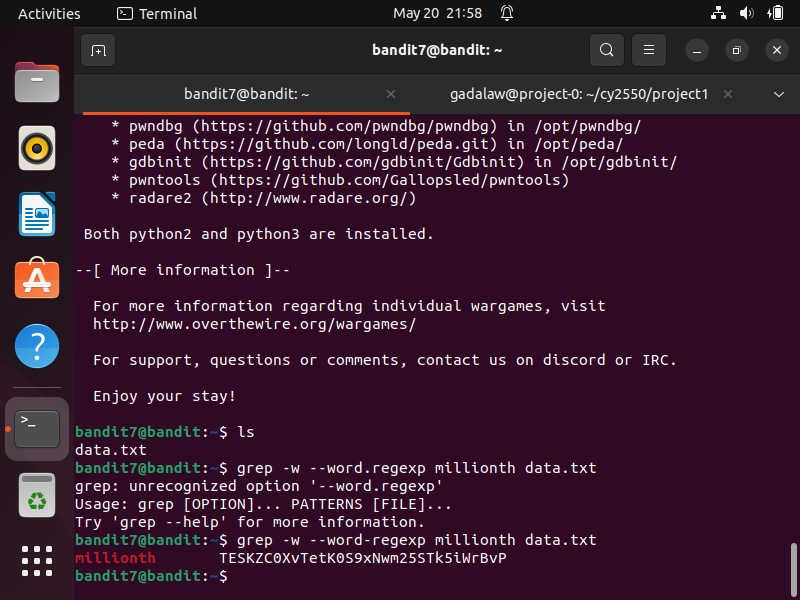 Activities
Terminal
May 20 21:58
bandit7@bandit: ~
bandit7@bandit: ~
gadalaw@project-0: ~/cy2550/project1
* pwndbg (https://github.com/pwndbg/pwndbg) in /opt/pwndbg/
* peda (https://github.com/longld/peda.git) in /opt/peda/
* gdbinit (https://github.com/gdbinit/Gdbinit) in /opt/gdbinit/
* pwntools (https://github.com/Gallopsled/pwntools)
* radare2 (http://www.radare.org/)
Both python2 and python3 are installed.
--[ More information ]--
For more information regarding individual wargames, visit
http://www.overthewire.org/wargames/
For support, questions or comments, contact us on discord or IRC.
Enjoy your stay!
bandit7@bandit:~$ ls
data.txt
bandit7@bandit:~$ grep -w --word.regexp millionth data.txt
grep: unrecognized option '--word.regexp'
Usage: grep [OPTION]... PATTERNS [FILE]...
Try 'grep --help' for more information.
bandit7@bandit:~$ grep -w --word-regexp millionth data.txt
millionth TESKZC0XvTetK0S9xNwm25STk5iWrBvP
bandit7@bandit:~$